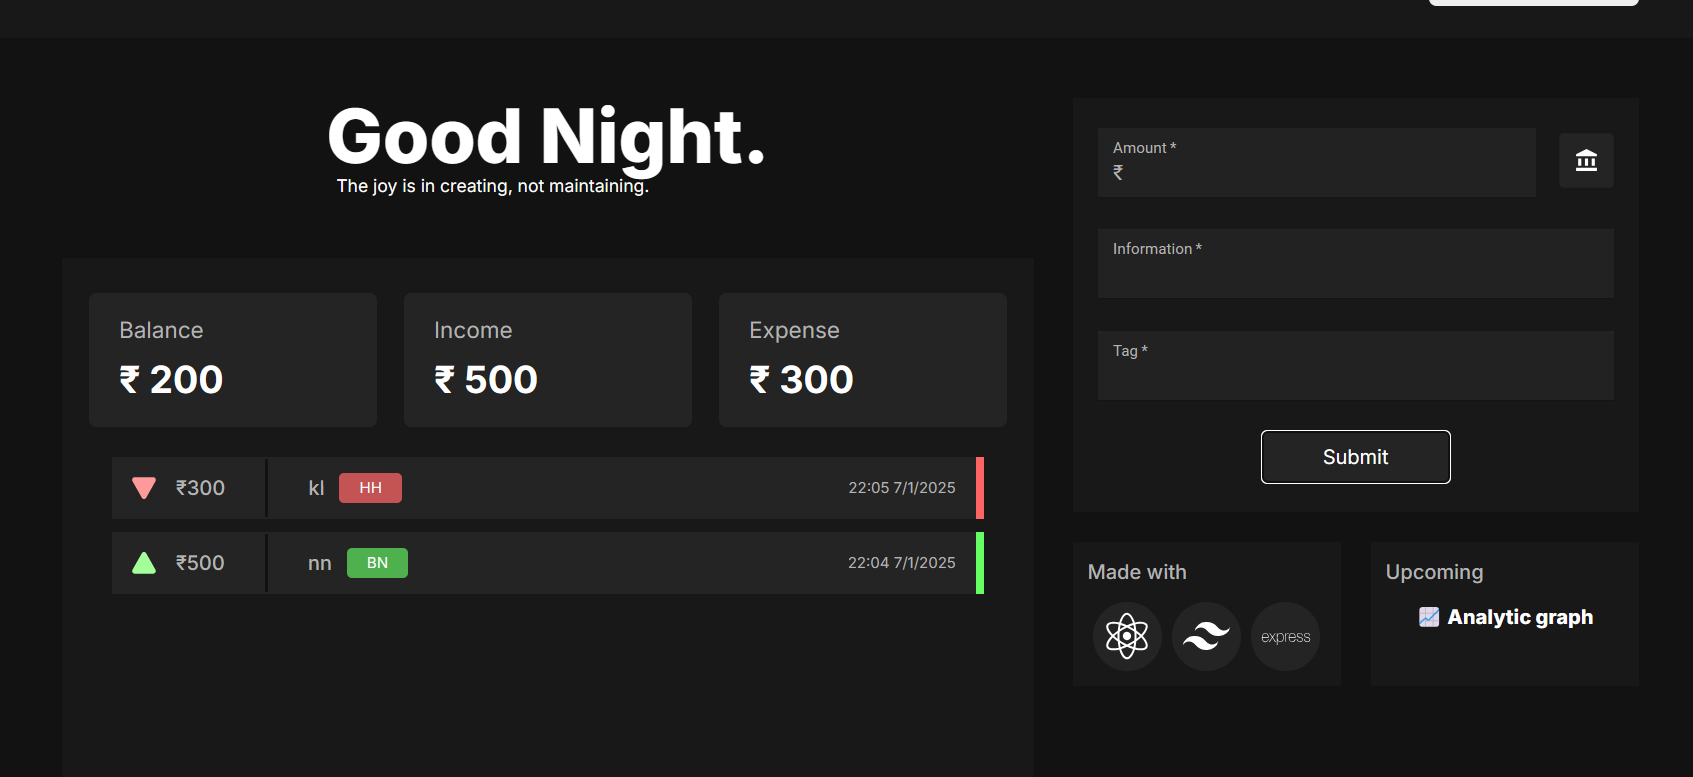 Good Night.
The joy is in creating, not maintaining.
Balance
₹ 200
Income
₹ 500
Expense
₹ 300
₹300 kl HH 22:05 7/1/2025
₹500 nn BN 22:04 7/1/2025
Amount *
₹
Information *
Tag *
Submit
Made with
express
Upcoming
📈 Analytic graph